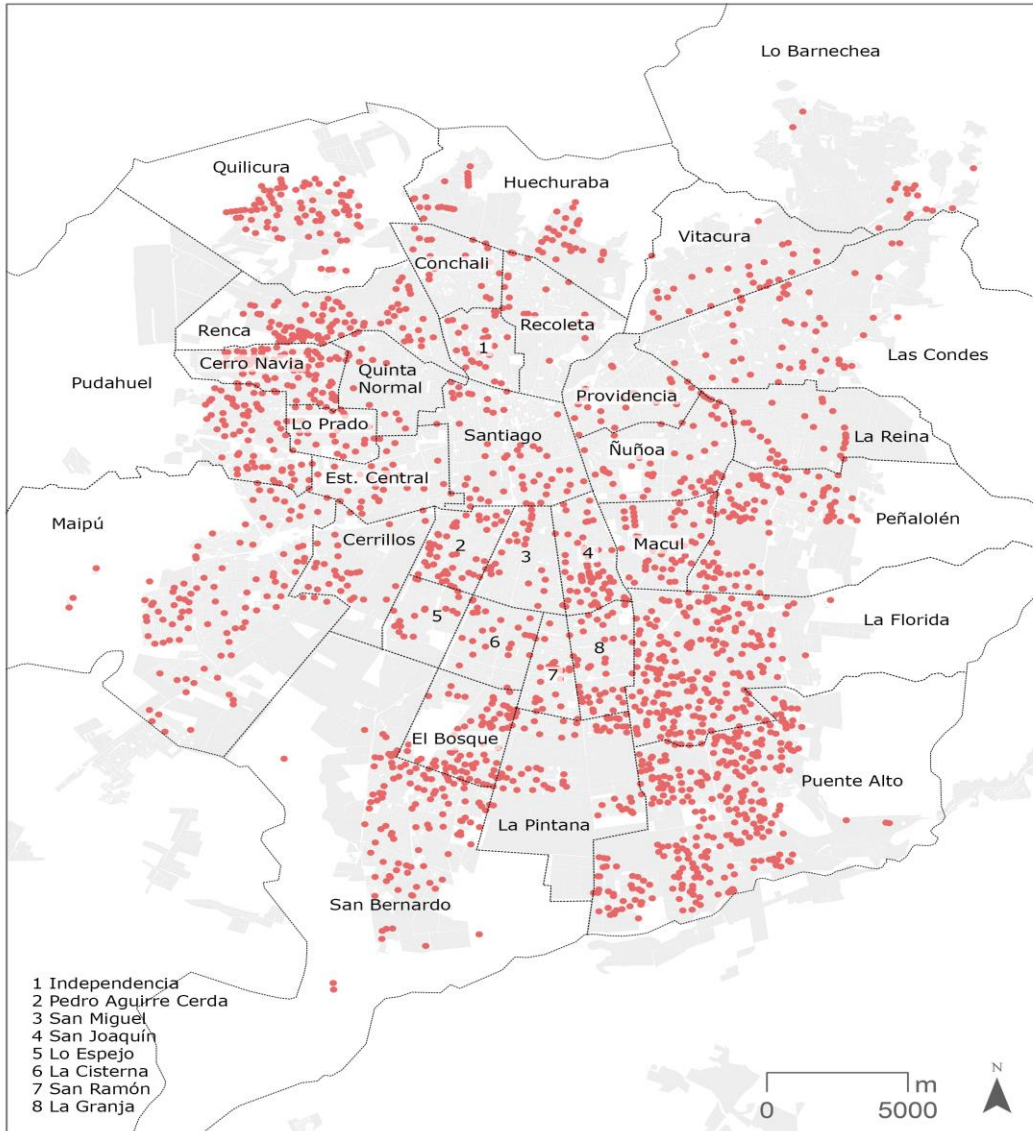 Lo Barnechea
Quilicura
Huechuraba
Vitacura
Conchali
Recoleta
Renca
1
Las Condes
Cerro Navia
Quinta
Normal
Pudahuel
Providencia
Lo Prado
Santiago
Ñuñoa
La Reina
Est. Central
Peñalolén
Maipú
Cerrillos
2
3
4
Macul
5
6
7
8
La Florida
El Bosque
Puente Alto
La Pintana
San Bernardo
1 Independencia
2 Pedro Aguirre Cerda
3 San Miguel
4 San Joaquín
5 Lo Espejo
6 La Cisterna
7 San Ramón
8 La Granja
m
0 5000
N